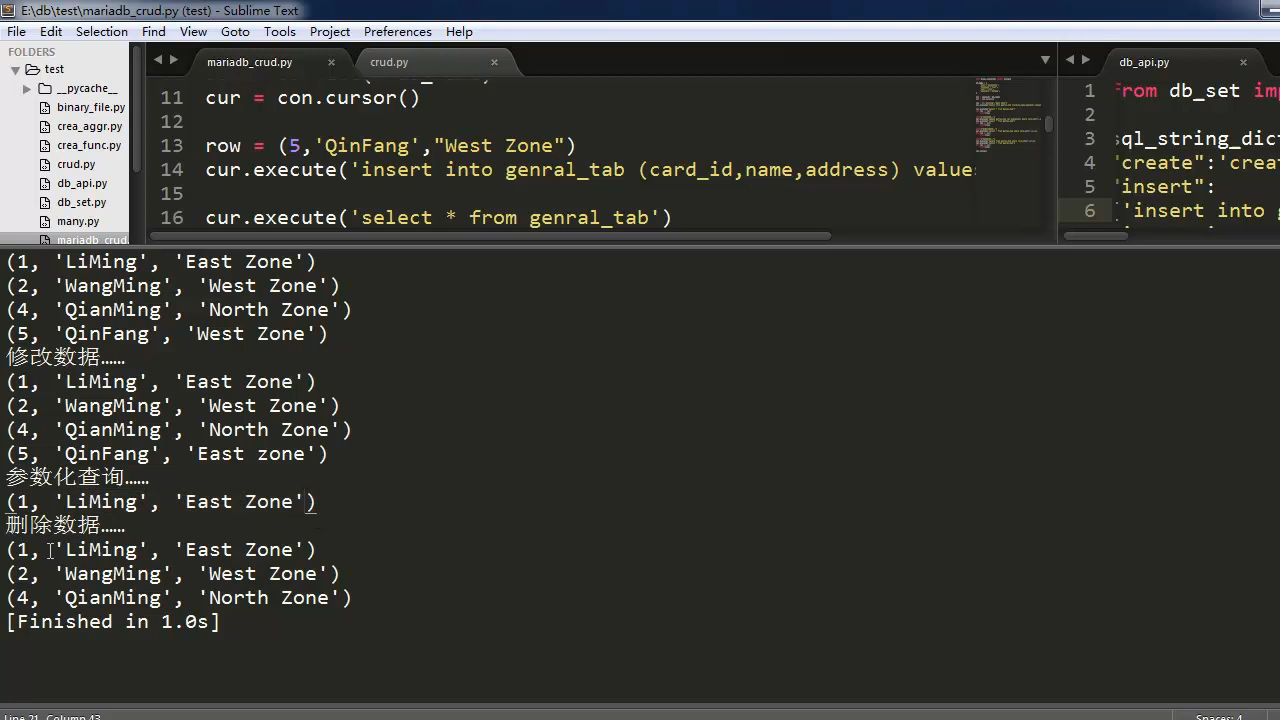 E:\db\test\mariadb_crud.py (test) - Sublime Text
File Edit Selection Find View Goto Tools Project Preferences Help
FOLDERS
test
__pycache__
binary_file.py
crea_aggr.py
crea_func.py
crud.py
db_api.py
db_set.py
many.py
mariadb_crud
mariadb_crud.py × crud.py ×
11 cur = con.cursor()
12
13 row = (5,'QinFang',"West Zone")
14 cur.execute('insert into genral_tab (card_id,name,address) values
15
16 cur.execute('select * from genral_tab')
db_api.py ×
1 from db_set imp
2
3 sql_string_dict
4 "create":'creat
5 "insert":
6 ['insert into g
(1, 'LiMing', 'East Zone')
(2, 'WangMing', 'West Zone')
(4, 'QianMing', 'North Zone')
(5, 'QinFang', 'West Zone')
修改数据……
(1, 'LiMing', 'East Zone')
(2, 'WangMing', 'West Zone')
(4, 'QianMing', 'North Zone')
(5, 'QinFang', 'East zone')
参数化查询……
(1, 'LiMing', 'East Zone')
删除数据……
(1, 'LiMing', 'East Zone')
(2, 'WangMing', 'West Zone')
(4, 'QianMing', 'North Zone')
[Finished in 1.0s]
Line 21, Column 43
Spaces: 4